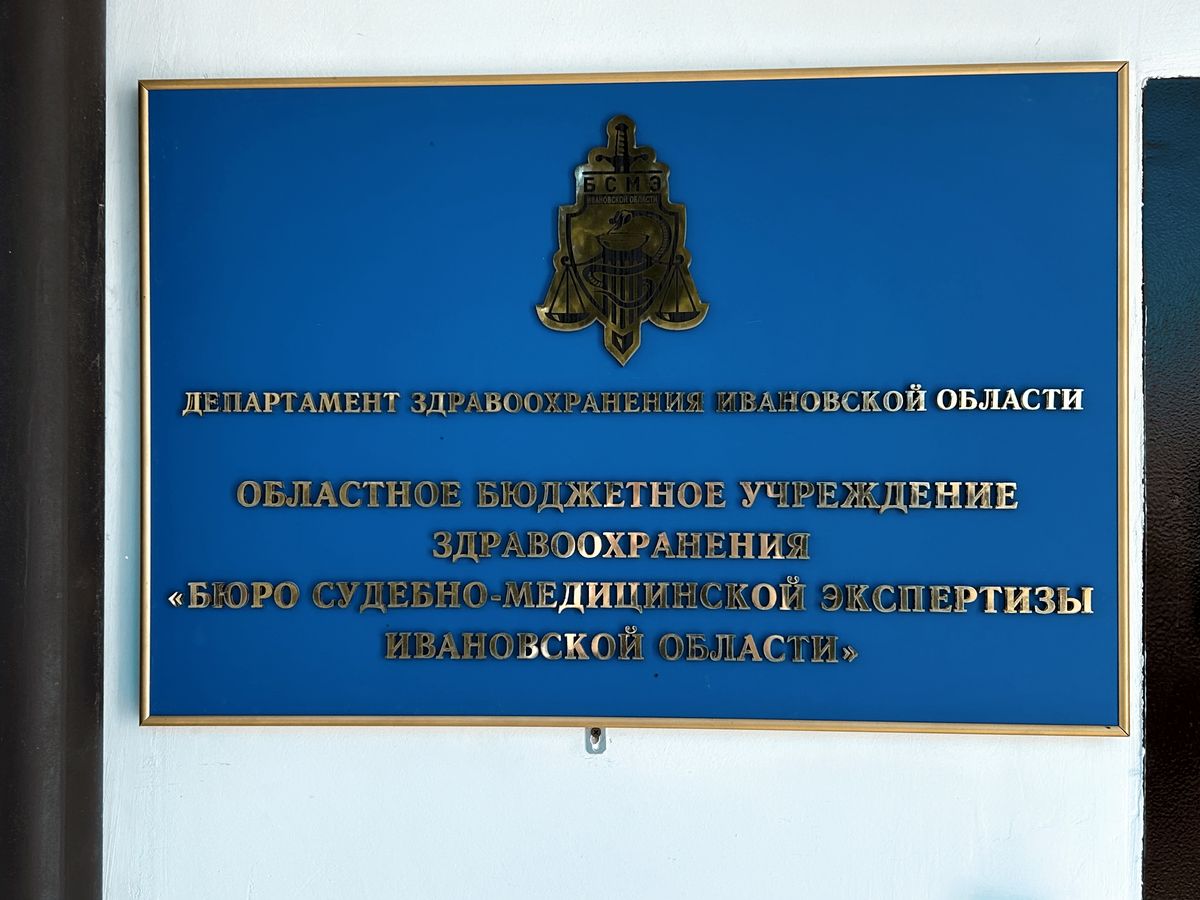 БСМЭ
ИВАНОВСКОЙ ОБЛАСТИ
ДЕПАРТАМЕНТ ЗДРАВООХРАНЕНИЯ ИВАНОВСКОЙ ОБЛАСТИ
ОБЛАСТНОЕ БЮДЖЕТНОЕ УЧРЕЖДЕНИЕ
ЗДРАВООХРАНЕНИЯ
«БЮРО СУДЕБНО-МЕДИЦИНСКОЙ ЭКСПЕРТИЗЫ
ИВАНОВСКОЙ ОБЛАСТИ»